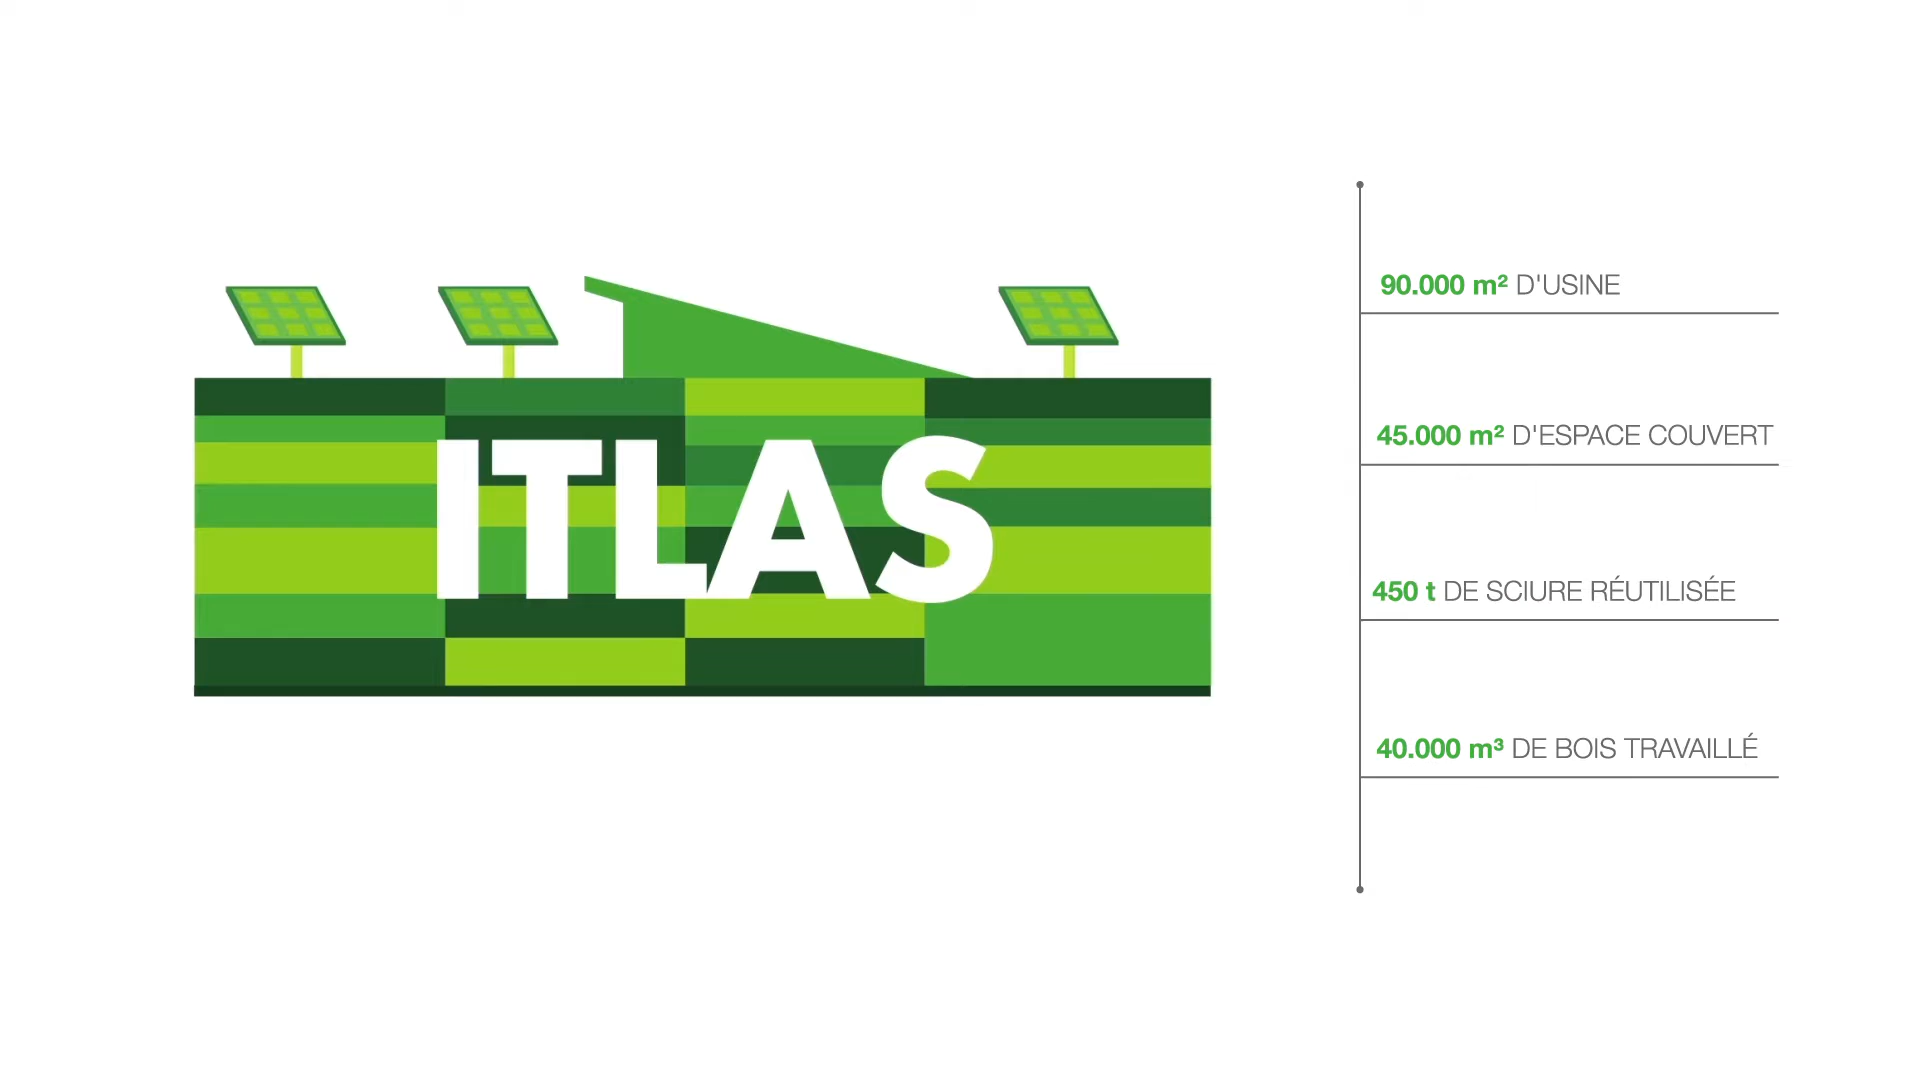 ITLAS
90.000 m² D'USINE
45.000 m² D'ESPACE COUVERT
450 t DE SCIURE RÉUTILISÉE
40.000 m³ DE BOIS TRAVAILLÉ